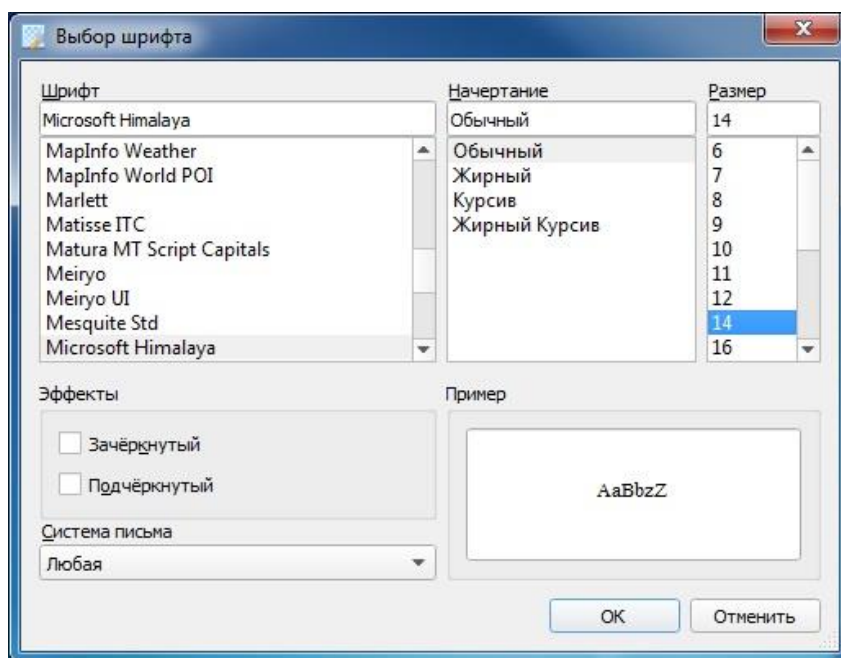 Выбор шрифта
Шрифт
Microsoft Himalaya
MapInfo Weather
MapInfo World POI
Marlett
Matisse ITC
Matura MT Script Capitals
Meiryo
Meiryo UI
Mesquite Std
Microsoft Himalaya
Начертание
Обычный
Обычный
Жирный
Курсив
Жирный Курсив
Размер
14
6
7
8
9
10
11
12
14
16
Эффекты
Зачёркнутый
Подчёркнутый
Система письма
Любая
Пример
AaBbzZ
OK
Отменить